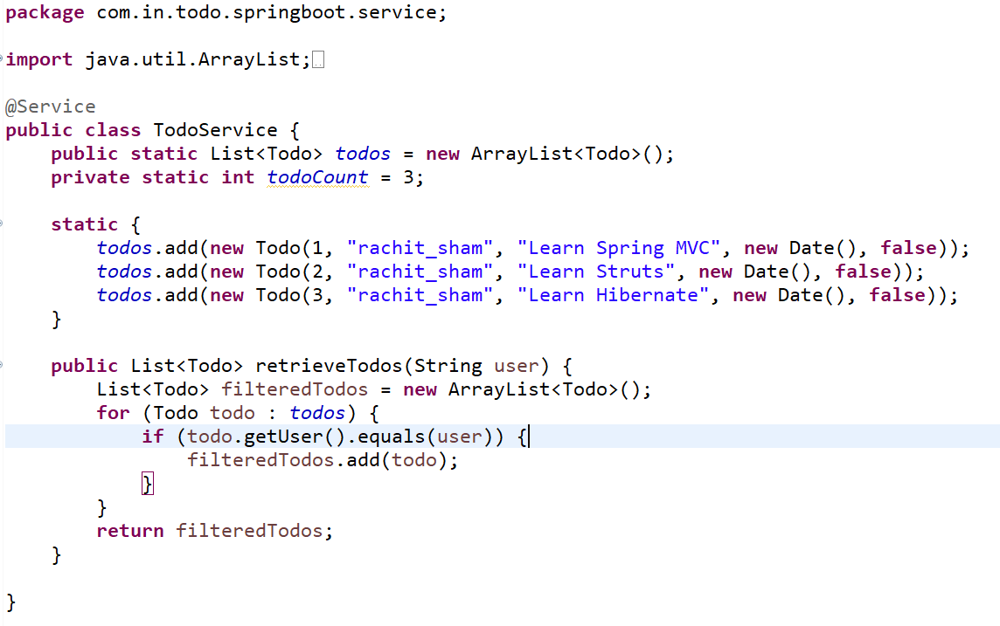 package com.in.todo.springboot.service;
import java.util.ArrayList;
@Service
public class TodoService {
public static List<Todo> todos = new ArrayList<Todo>();
private static int todoCount = 3;
static {
todos.add(new Todo(1, "rachit_sham", "Learn Spring MVC", new Date(), false));
todos.add(new Todo(2, "rachit_sham", "Learn Struts", new Date(), false));
todos.add(new Todo(3, "rachit_sham", "Learn Hibernate", new Date(), false));
}
public List<Todo> retrieveTodos(String user) {
List<Todo> filteredTodos = new ArrayList<Todo>();
for (Todo todo : todos) {
if (todo.getUser().equals(user)) {
filteredTodos.add(todo);
}
}
return filteredTodos;
}
}